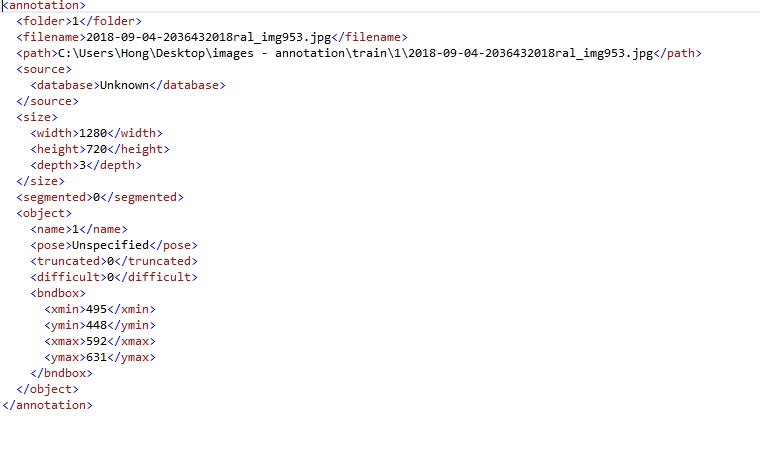 <annotation>
<folder>1</folder>
<filename>2018-09-04-2036432018ral_img953.jpg</filename>
<path>C:\Users\Hong\Desktop\images - annotation\train\1\2018-09-04-2036432018ral_img953.jpg</path>
<source>
<database>Unknown</database>
</source>
<size>
<width>1280</width>
<height>720</height>
<depth>3</depth>
</size>
<segmented>0</segmented>
<object>
<name>1</name>
<pose>Unspecified</pose>
<truncated>0</truncated>
<difficult>0</difficult>
<bndbox>
<xmin>495</xmin>
<ymin>448</ymin>
<xmax>592</xmax>
<ymax>631</ymax>
</bndbox>
</object>
</annotation>